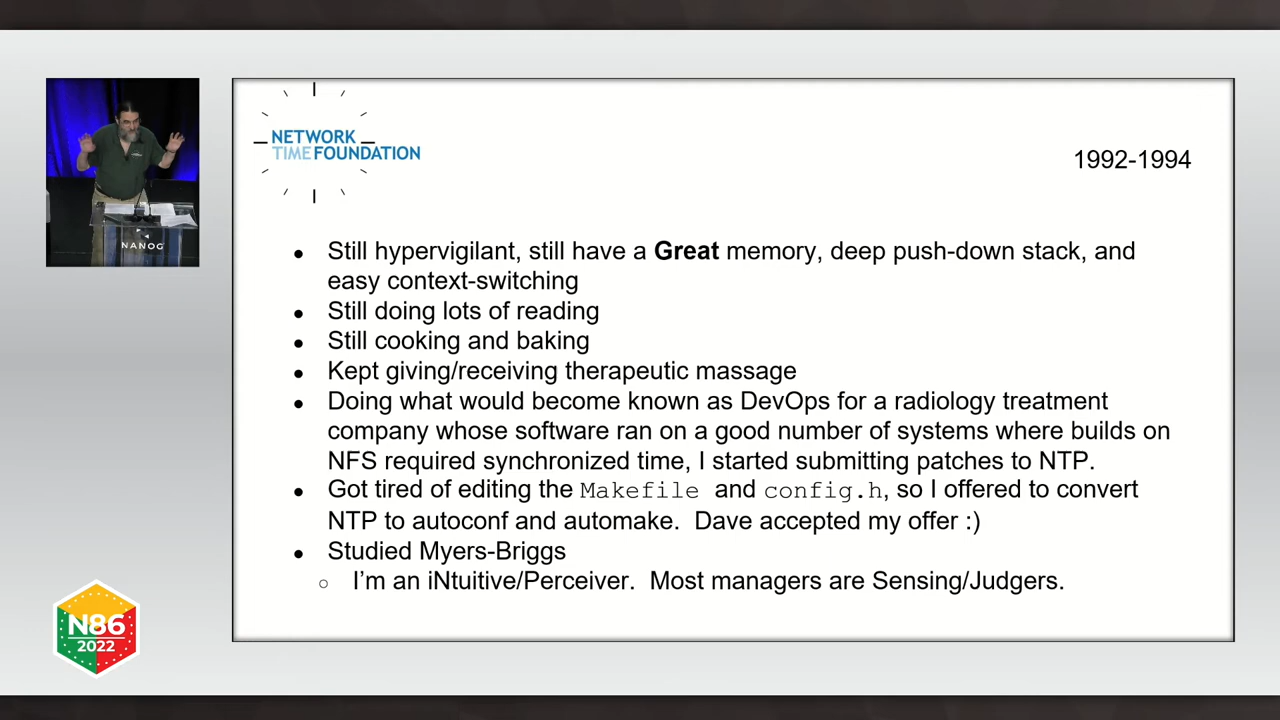 NETWORK
TIME FOUNDATION
1992-1994
● Still hypervigilant, still have a Great memory, deep push-down stack, and
easy context-switching
● Still doing lots of reading
● Still cooking and baking
● Kept giving/receiving therapeutic massage
● Doing what would become known as DevOps for a radiology treatment
company whose software ran on a good number of systems where builds on
NFS required synchronized time, I started submitting patches to NTP.
● Got tired of editing the Makefile and config.h, so I offered to convert
NTP to autoconf and automake.  Dave accepted my offer :)
● Studied Myers-Briggs
○ I'm an iNtuitive/Perceiver.  Most managers are Sensing/Judgers.
NANOG
N86
2022